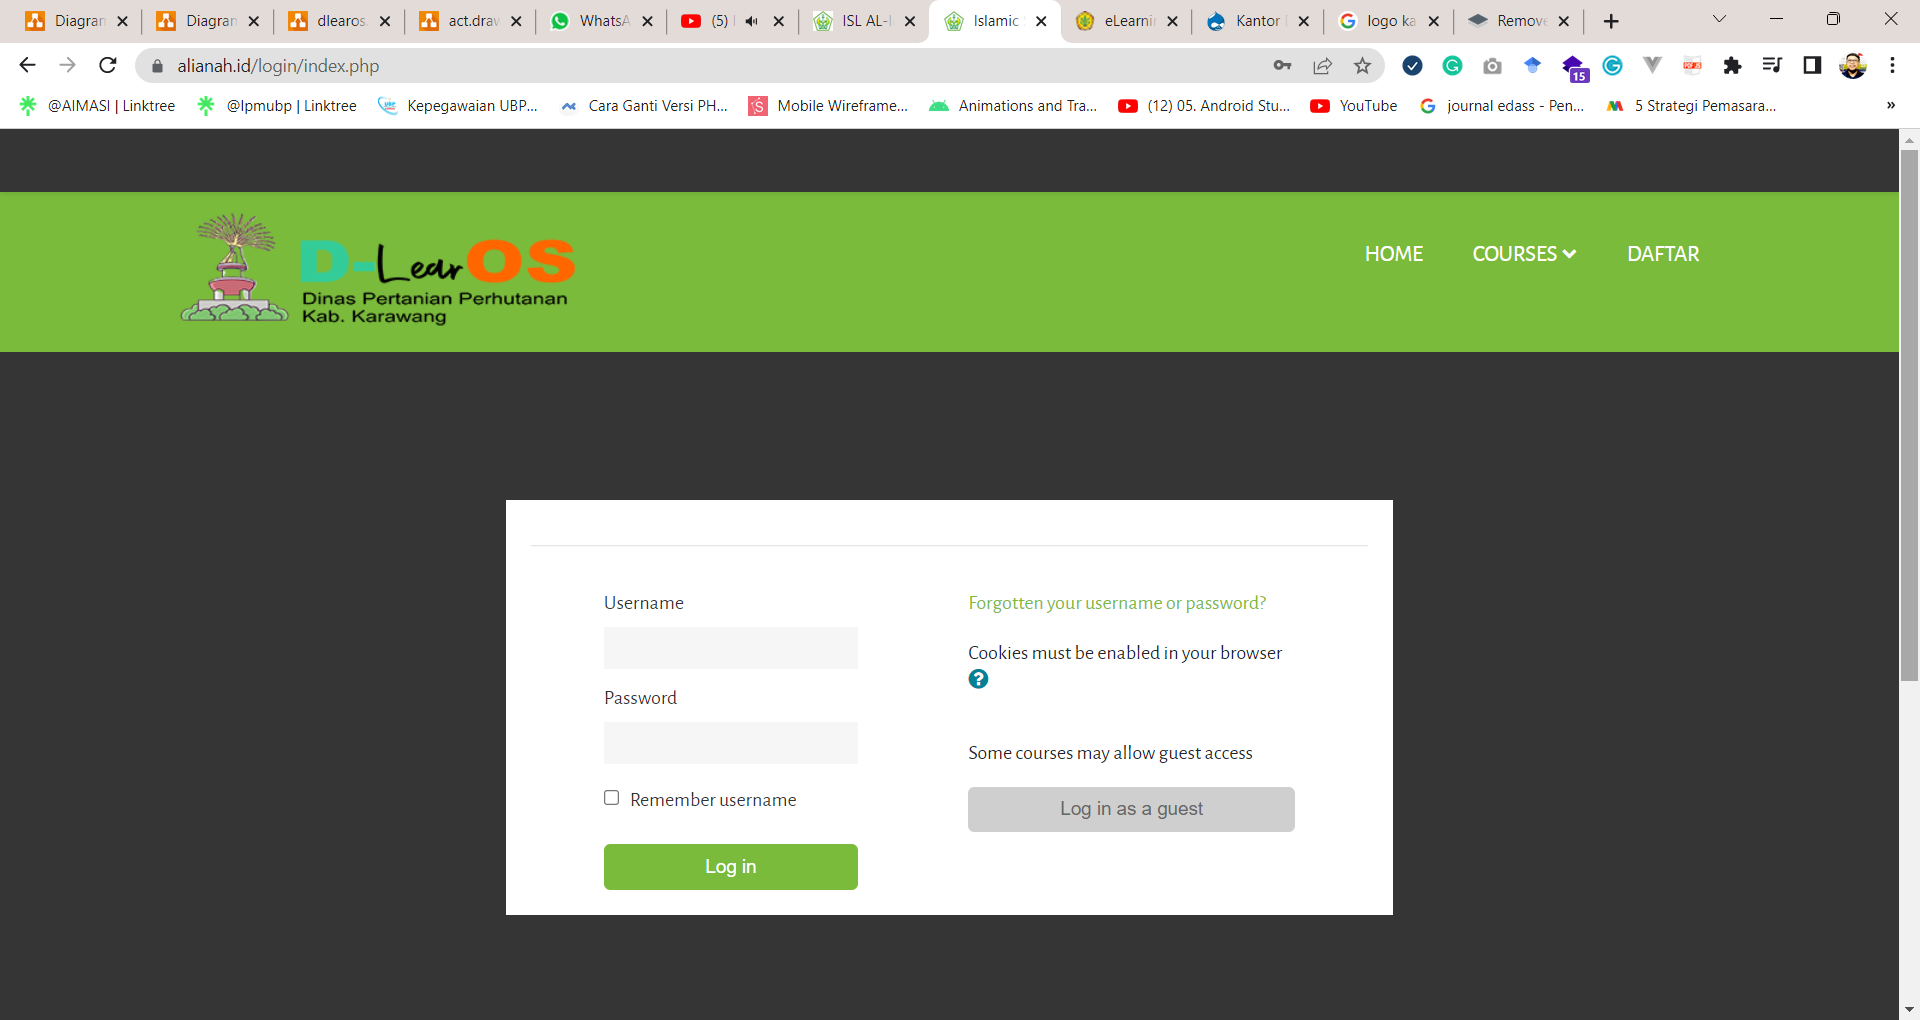 Diagran
Diagran
dlearos.
act.drav
WhatsA
(5)
ISL AL-I
Islamic
eLearni
Kantor
logo ka
Remove
alianah.id/login/index.php
15
@AIMASI | Linktree
@lpmubp | Linktree
Kepegawaian UBP...
Cara Ganti Versi PH...
Mobile Wireframe...
Animations and Tra...
(12) 05. Android Stu...
YouTube
journal edass - Pen...
5 Strategi Pemasara...
»
D-LearOS
Dinas Pertanian Perhutanan
Kab. Karawang
HOME
COURSES
DAFTAR
Username
Password
Remember username
Log in
Forgotten your username or password?
Cookies must be enabled in your browser
?
Some courses may allow guest access
Log in as a guest